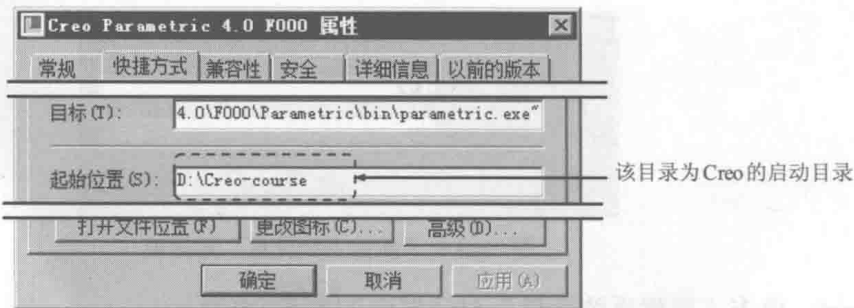 Creo Parametric 4.0 F000 属性
常规 快捷方式 兼容性 安全 详细信息 以前的版本
目标(T): 4.0\F000\Parametric\bin\parametric.exe"
起始位置(S): D:\Creo-course
该目录为Creo的启动目录
打开文件位置(F) 更改图标(C)... 高级(D)...
确定 取消 应用(A)